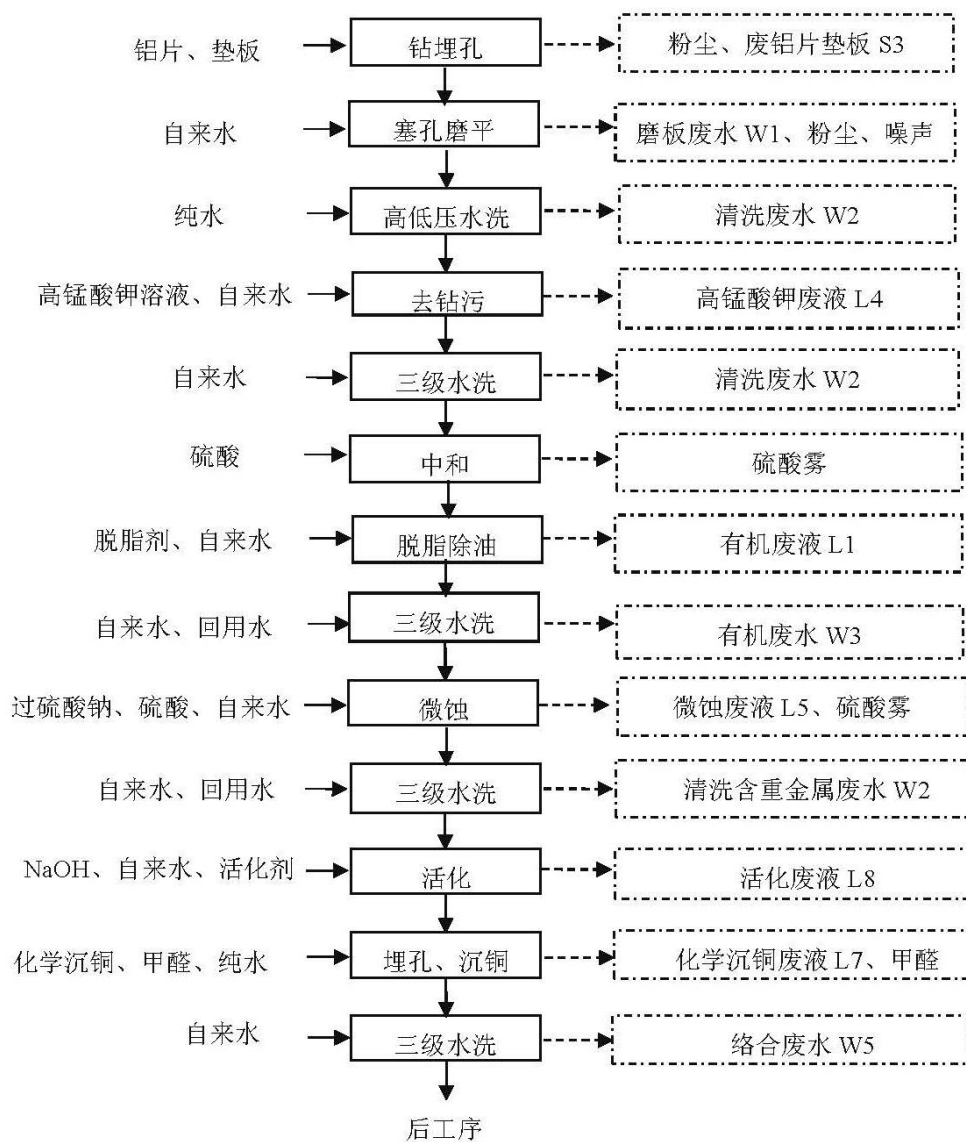 铝片、垫板
钻埋孔
粉尘、废铝片垫板 S3
自来水
塞孔磨平
磨板废水 W1、粉尘、噪声
纯水
高低压水洗
清洗废水 W2
高锰酸钾溶液、自来水
去钻污
高锰酸钾废液 L4
自来水
三级水洗
清洗废水 W2
硫酸
中和
硫酸雾
脱脂剂、自来水
脱脂除油
有机废液 L1
自来水、回用水
三级水洗
有机废水 W3
过硫酸钠、硫酸、自来水
微蚀
微蚀废液 L5、硫酸雾
自来水、回用水
三级水洗
清洗含重金属废水 W2
NaOH、自来水、活化剂
活化
活化废液 L8
化学沉铜、甲醛、纯水
埋孔、沉铜
化学沉铜废液 L7、甲醛
自来水
三级水洗
络合废水 W5
后工序